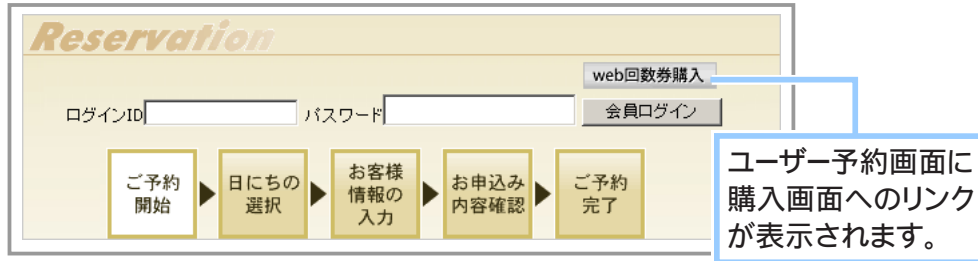 Reservation
web回数券購入
ログインID パスワード 会員ログイン
ご予約
開始
日にちの
選択
お客様
情報の
入力
お申込み
内容確認
ご予約
完了
ユーザー予約画面に
購入画面へのリンク
が表示されます。